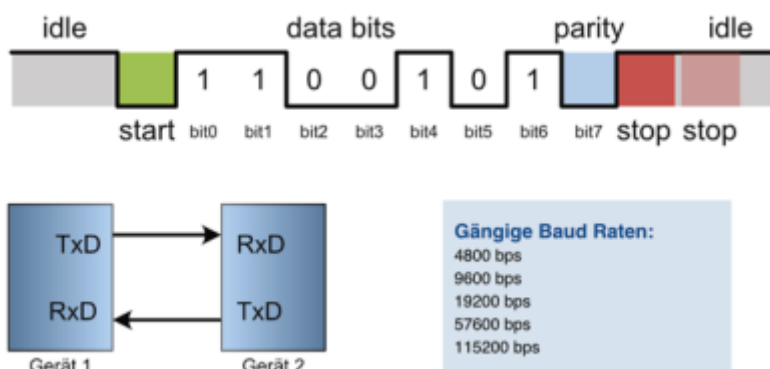 idle data bits parity idle
1 1 0 0 1 0 1
start bit0 bit1 bit2 bit3 bit4 bit5 bit6 bit7 stop stop
TxD RxD
RxD TxD
Gerät 1 Gerät 2
Gängige Baud Raten:
4800 bps
9600 bps
19200 bps
57600 bps
115200 bps